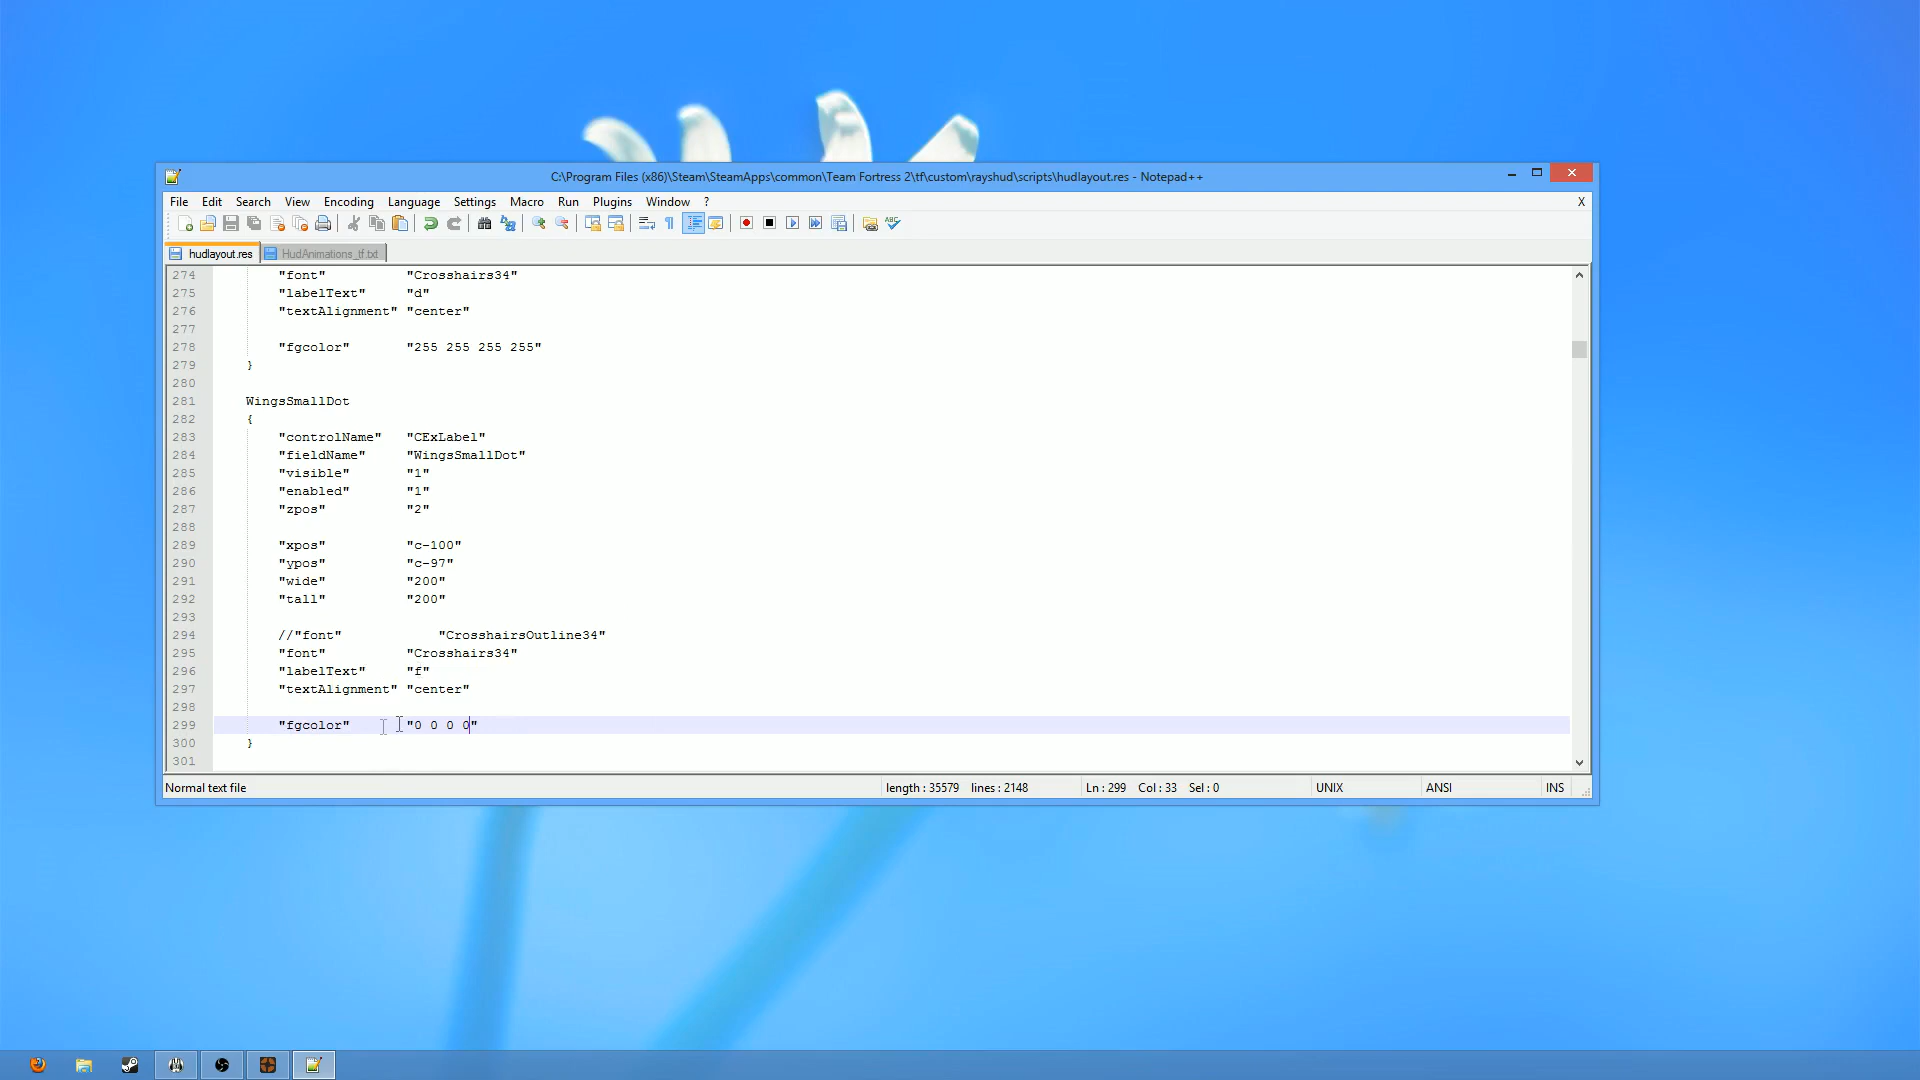 C:\Program Files (x86)\Steam\SteamApps\common\Team Fortress 2\tf\custom\rayshud\scripts\hudlayout.res - Notepad++
File Edit Search View Encoding Language Settings Macro Run Plugins Window ? X
hudlayout.res HudAnimations_tf.txt
274 "font" "Crosshairs34"
275 "labelText" "d"
276 "textAlignment" "center"
277
278 "fgcolor" "255 255 255 255"
279 }
280
281 WingsSmallDot
282 {
283 "controlName" "CExLabel"
284 "fieldName" "WingsSmallDot"
285 "visible" "1"
286 "enabled" "1"
287 "zpos" "2"
288
289 "xpos" "c-100"
290 "ypos" "c-97"
291 "wide" "200"
292 "tall" "200"
293
294 //"font" "CrosshairsOutline34"
295 "font" "Crosshairs34"
296 "labelText" "f"
297 "textAlignment" "center"
298
299 "fgcolor" "0 0 0 0"
300 }
301
Normal text file length : 35579 lines : 2148 Ln : 299 Col : 33 Sel : 0 UNIX ANSI INS